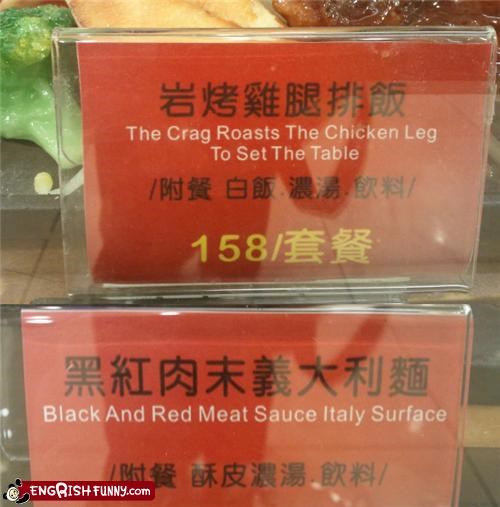 岩烤雞腿排飯
The Crag Roasts The Chicken Leg
To Set The Table
/附餐 白飯.濃湯.飲料/
158/套餐
黑紅肉末義大利麵
Black And Red Meat Sauce Italy Surface
/附餐 酥皮濃湯.飲料/
ENGRISHFUNNY.com